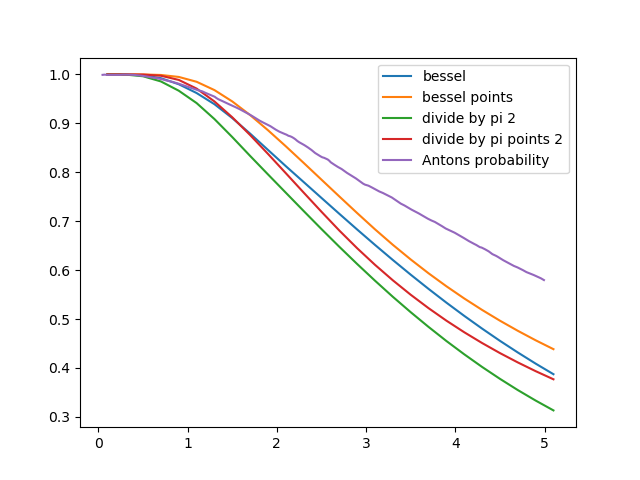 1.0
0.9
0.8
0.7
0.6
0.5
0.4
0.3
0 1 2 3 4 5
bessel
bessel points
divide by pi 2
divide by pi points 2
Antons probability